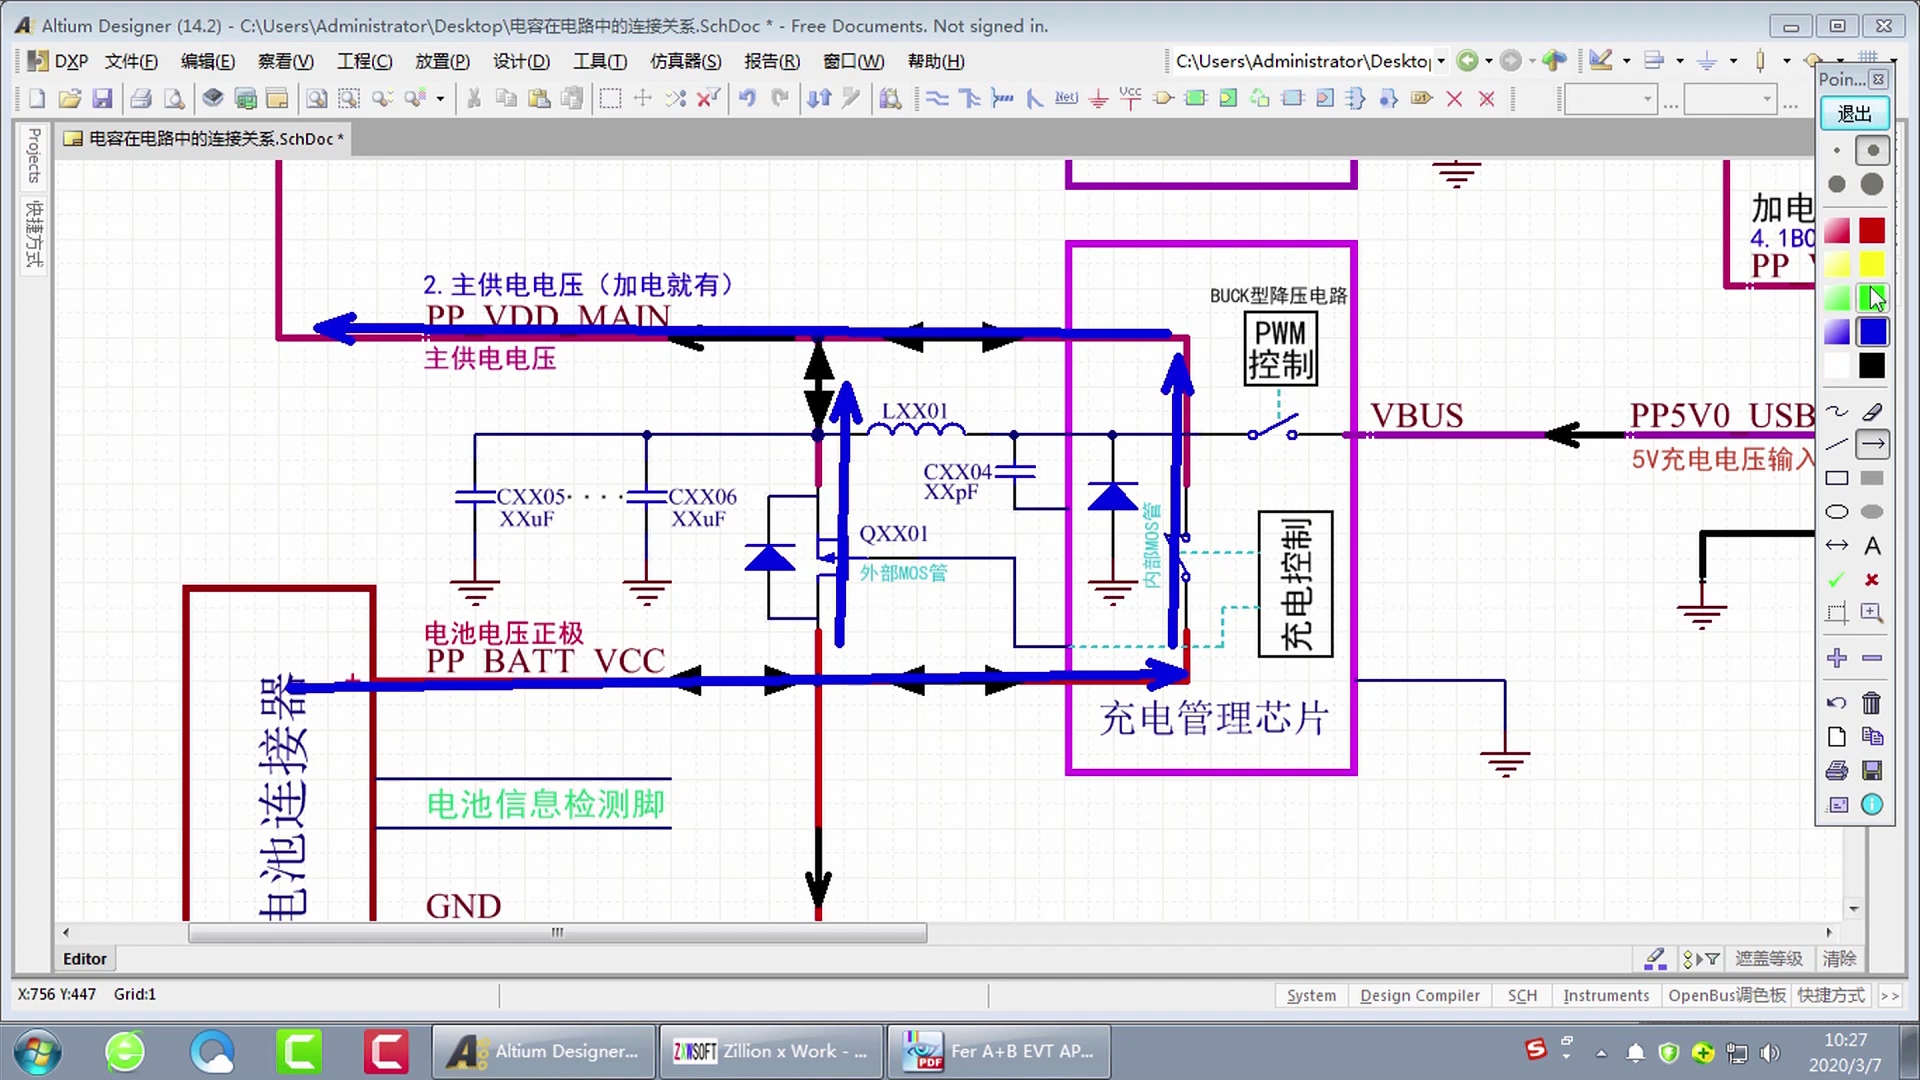 Altium Designer (14.2) - C:\Users\Administrator\Desktop\电容在电路中的连接关系.SchDoc * - Free Documents. Not signed in.
DXP 文件(F) 编辑(E) 察看(V) 工程(C) 放置(P) 设计(D) 工具(T) 仿真器(S) 报告(R) 窗口(W) 帮助(H)
C:\Users\Administrator\Deskto
Net Vcc
Poin...
退出
Projects
快捷方式
电容在电路中的连接关系.SchDoc *
加电
4.1BO
2.主供电电压（加电就有）
PP_VDD_MAIN
主供电电压
BUCK型降压电路
PWM
控制
LXX01
VBUS
PP5V0_USB
5V充电电压输入
CXX04
XXpF
CXX05
XXuF
CXX06
XXuF
QXX01
外部MOS管
内部MOS管
充电控制
电池电压正极
PP_BATT_VCC
充电管理芯片
电池连接器
电池信息检测脚
GND
A
Editor
遮盖等级 清除
X:756 Y:447 Grid:1
System Design Compiler SCH Instruments OpenBus调色板 快捷方式 >>
Altium Designer...
ZXWSOFT Zillion x Work - ...
PDF Fer A+B EVT AP...
10:27
2020/3/7